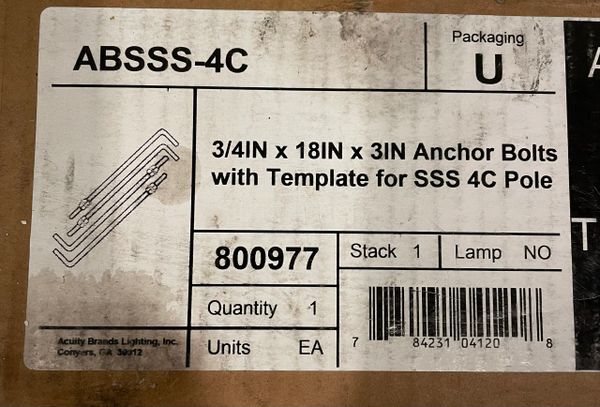 ABSSS-4C
Packaging
U
3/4IN x 18IN x 3IN Anchor Bolts
with Template for SSS 4C Pole
800977
Stack 1
Lamp NO
Quantity 1
Units EA
Acuity Brands Lighting, Inc.
Conyers, GA 30012
7 84231 04120 8
A
T